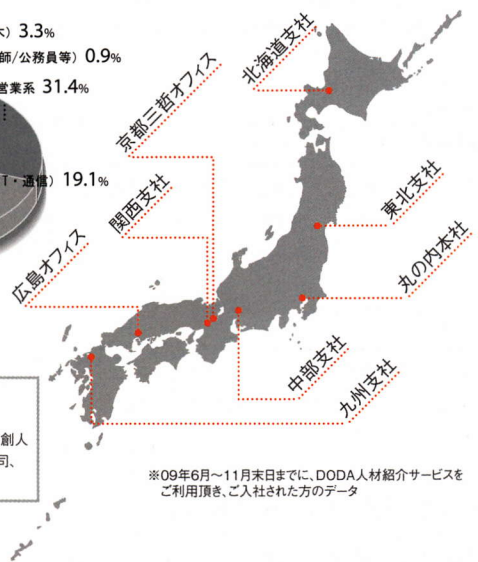 木）3.3%
師/公務員等）0.9%
営業系 31.4%
T・通信）19.1%
北海道支社
京都三哲オフィス
関西支社
広島オフィス
東北支社
丸の内本社
中部支社
九州支社
創人
司、
※09年6月～11月末日までに、DODA人材紹介サービスを
ご利用頂き、ご入社された方のデータ